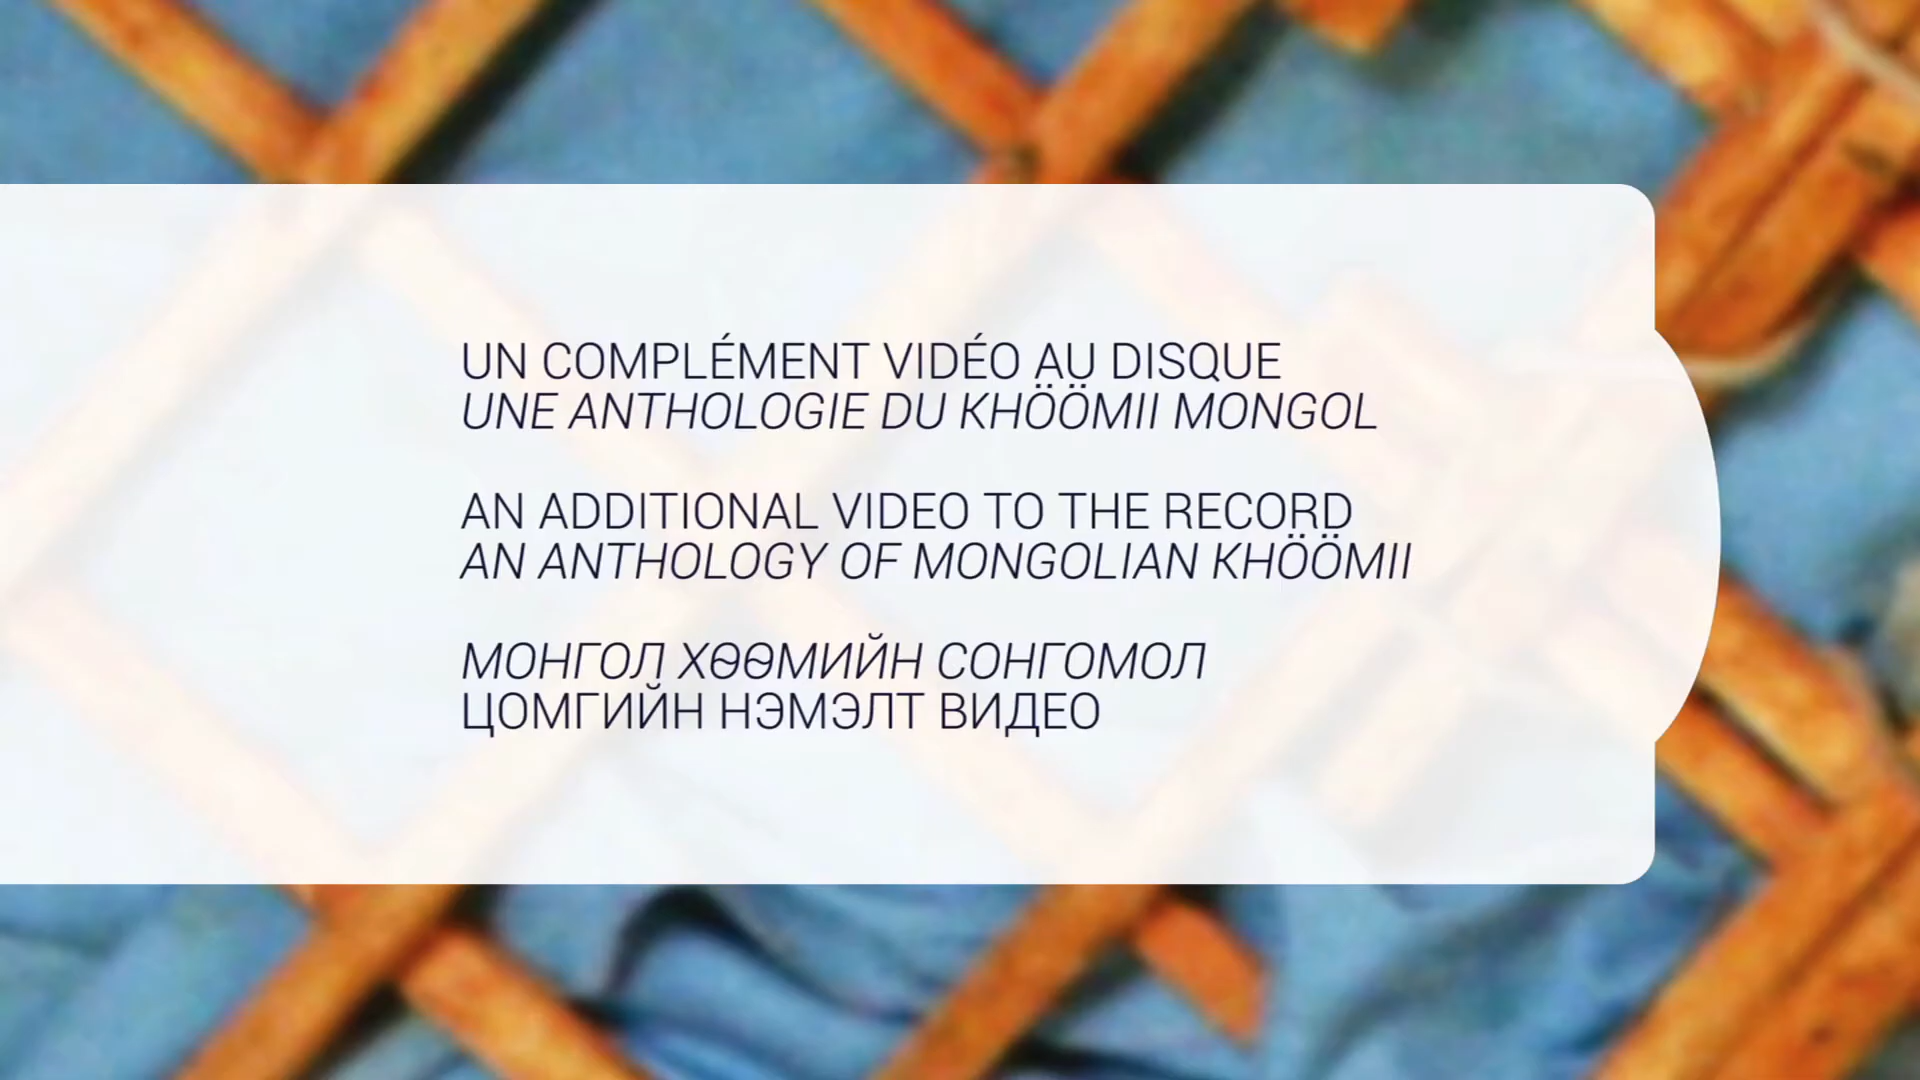 UN COMPLÉMENT VIDÉO AU DISQUE
UNE ANTHOLOGIE DU KHÖÖMII MONGOL
AN ADDITIONAL VIDEO TO THE RECORD
AN ANTHOLOGY OF MONGOLIAN KHÖÖMII
МОНГОЛ ХӨӨМИЙН СОНГОМОЛ
ЦОМГИЙН НЭМЭЛТ ВИДЕО